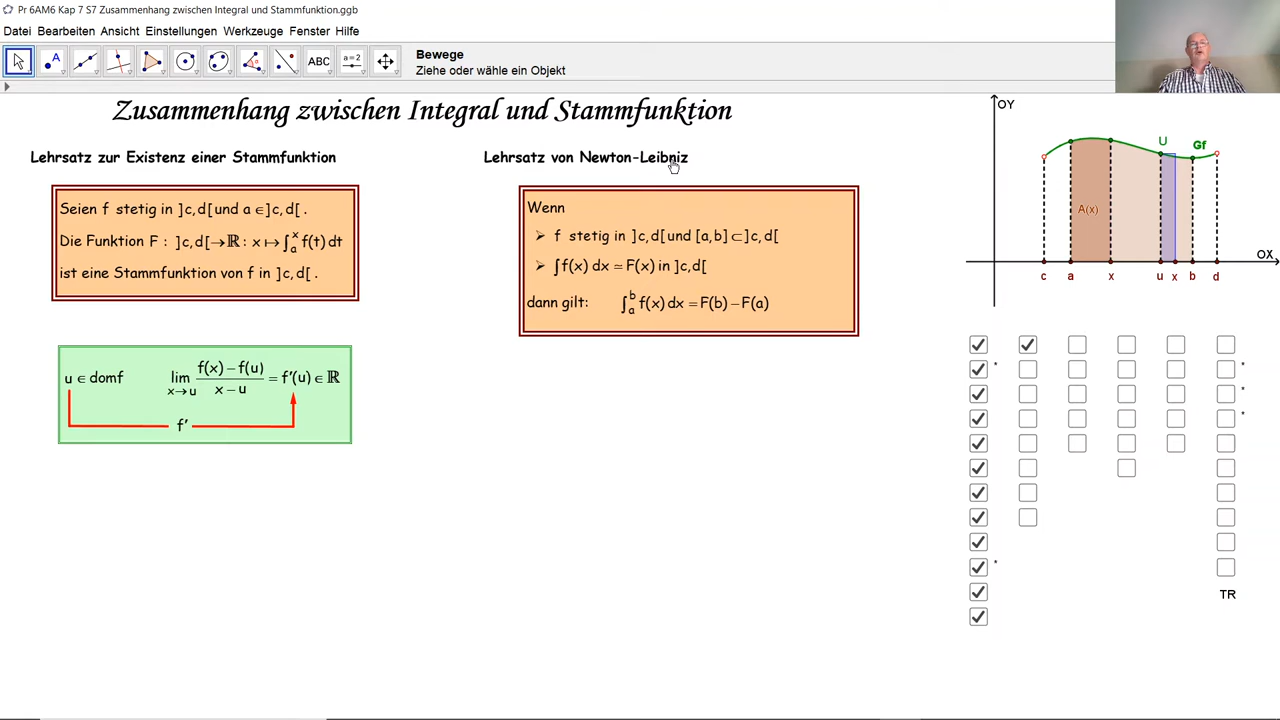 Pr 6AM6 Kap 7 S7 Zusammenhang zwischen Integral und Stammfunktion.ggb
Datei Bearbeiten Ansicht Einstellungen Werkzeuge Fenster Hilfe
A
ABC
a=2
Bewege
Ziehe oder wähle ein Objekt
Zusammenhang zwischen Integral und Stammfunktion
Lehrsatz zur Existenz einer Stammfunktion
Seien f stetig in ]c,d[ und a ∈ ]c,d[ .
Die Funktion F : ]c,d[→ℝ : x ↦ ∫ₐˣ f(t) dt
ist eine Stammfunktion von f in ]c,d[ .
u ∈ domf lim x→u (f(x) − f(u))/(x − u) = f'(u) ∈ ℝ
f'
Lehrsatz von Newton-Leibniz
Wenn
➢ f stetig in ]c,d[ und [a,b] ⊂ ]c,d[
➢ ∫f(x) dx ≃ F(x) in ]c,d[
dann gilt: ∫ₐᵇ f(x) dx = F(b) − F(a)
OY
U
Gf
A(x)
OX
c a x u x b d
*
*
*
*
*
TR